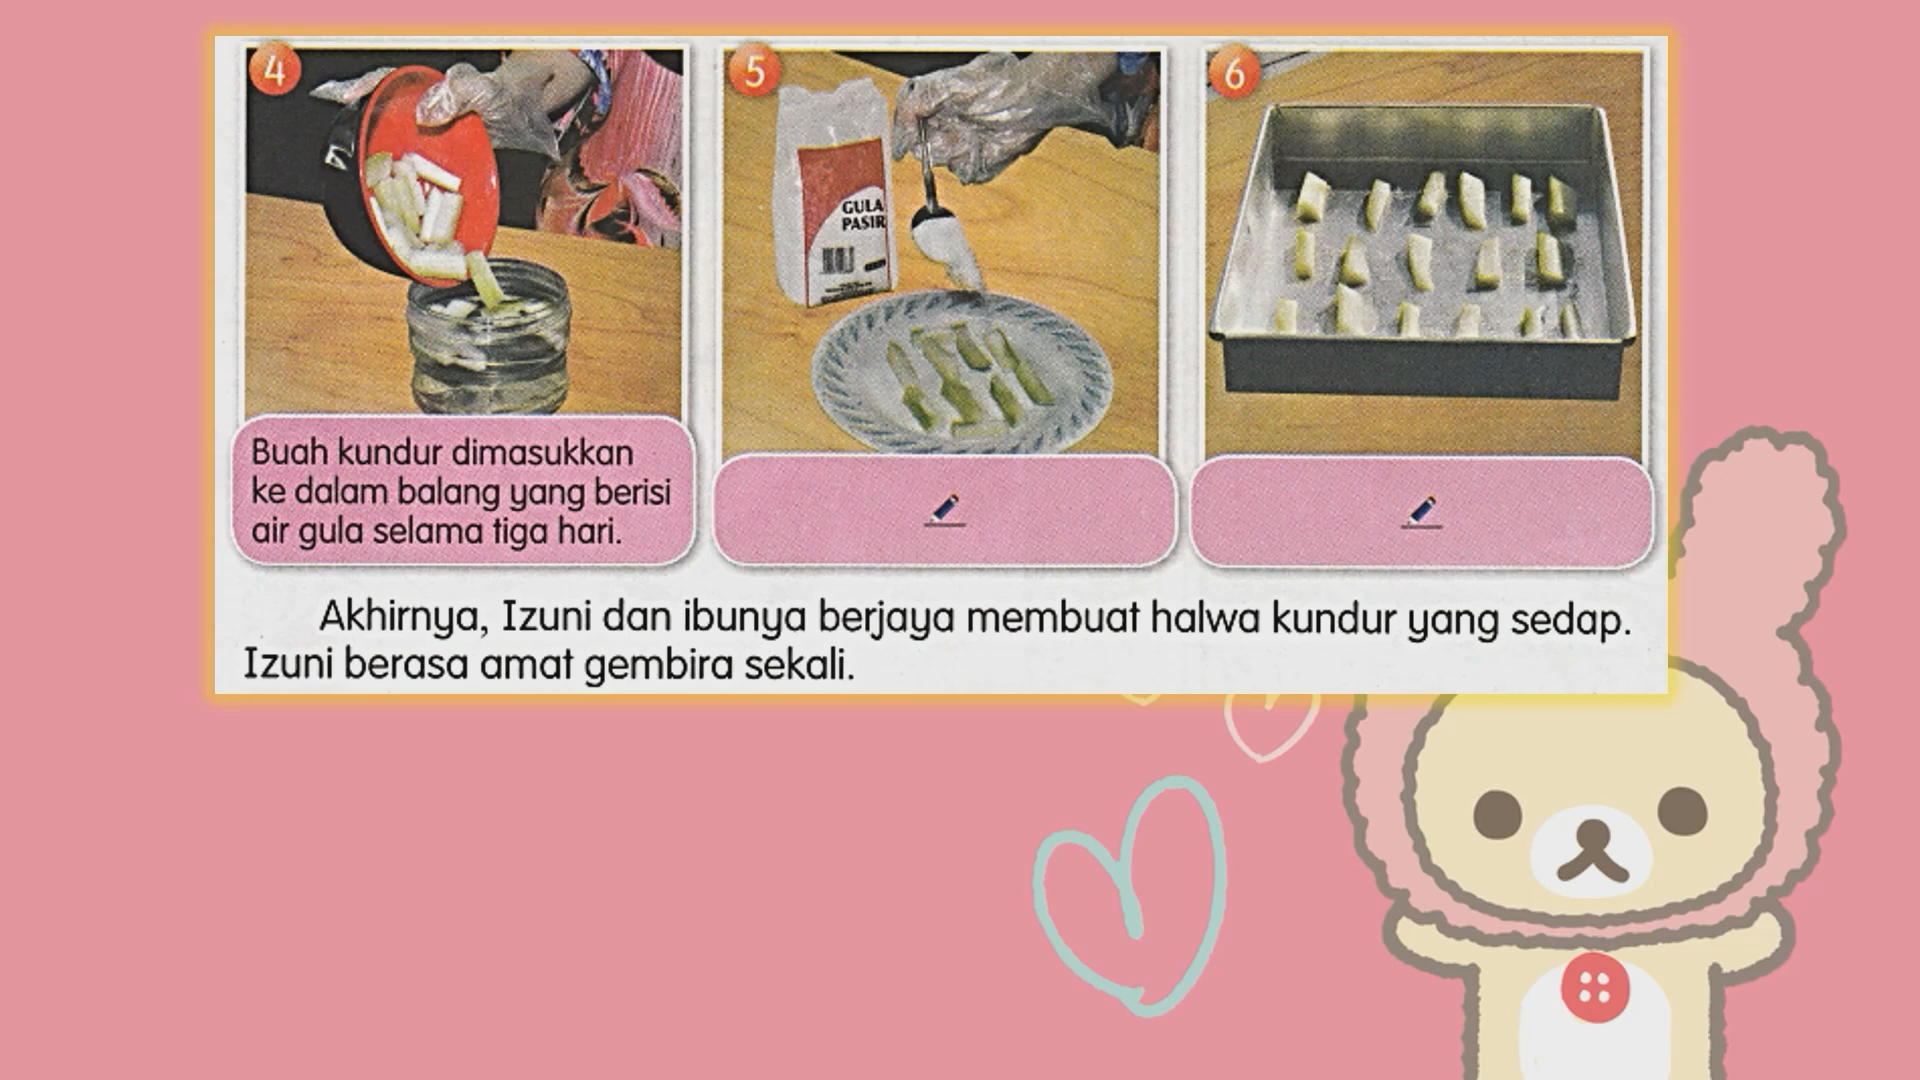 4
5
6
GULA
PASIR
Buah kundur dimasukkan
ke dalam balang yang berisi
air gula selama tiga hari.
Akhirnya, Izuni dan ibunya berjaya membuat halwa kundur yang sedap.
Izuni berasa amat gembira sekali.